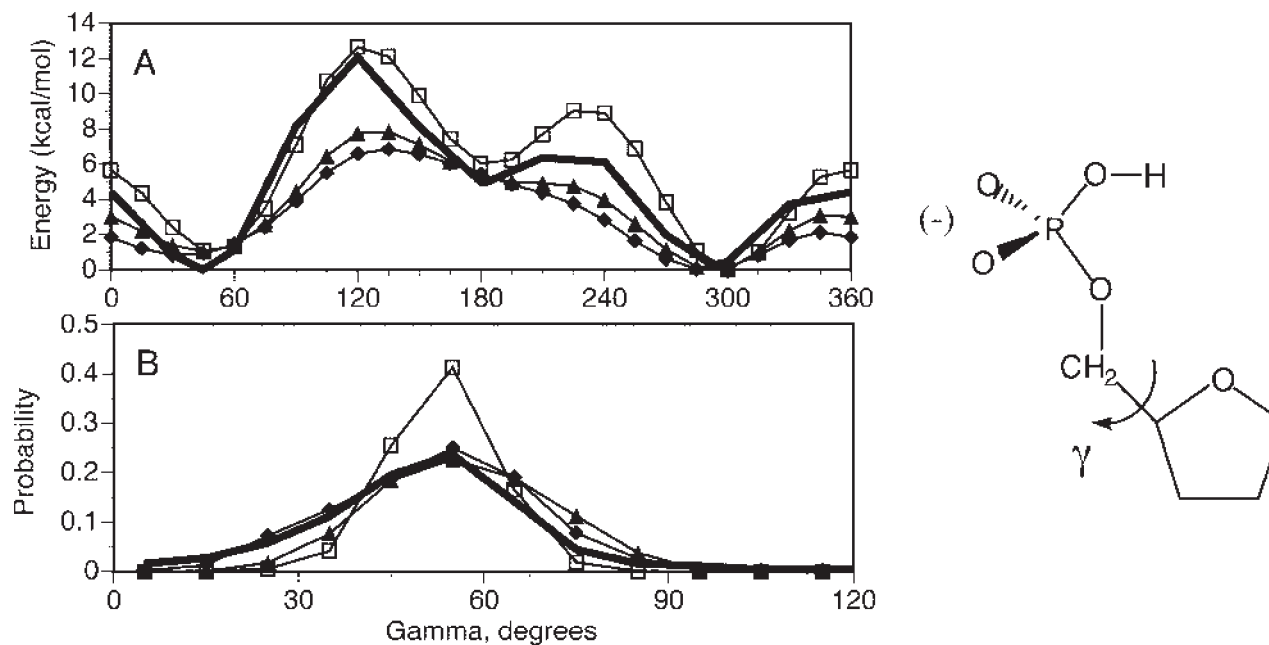 14
12
10
8
6
4
2
0
Energy (kcal/mol)
A
0 60 120 180 240 300 360
0.5
0.4
0.3
0.2
0.1
0
Probability
B
0 30 60 90 120
Gamma, degrees
O O H
(-)
P
O
O
CH2
O
γ